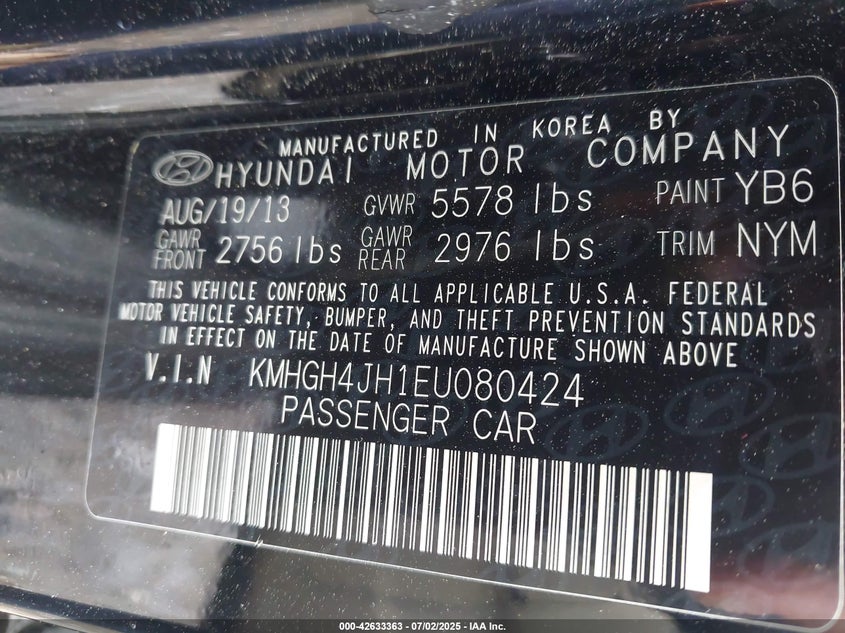 MANUFACTURED IN KOREA BY
HYUNDAI MOTOR COMPANY
AUG/19/13 GVWR 5578 lbs PAINT YB6
GAWR FRONT 2756 lbs GAWR REAR 2976 lbs TRIM NYM
THIS VEHICLE CONFORMS TO ALL APPLICABLE U.S.A. FEDERAL
MOTOR VEHICLE SAFETY, BUMPER, AND THEFT PREVENTION STANDARDS
IN EFFECT ON THE DATE OF MANUFACTURE SHOWN ABOVE
V.I.N KMHGH4JH1EU080424
PASSENGER CAR
000-42633363 - 07/02/2025 - IAA Inc.